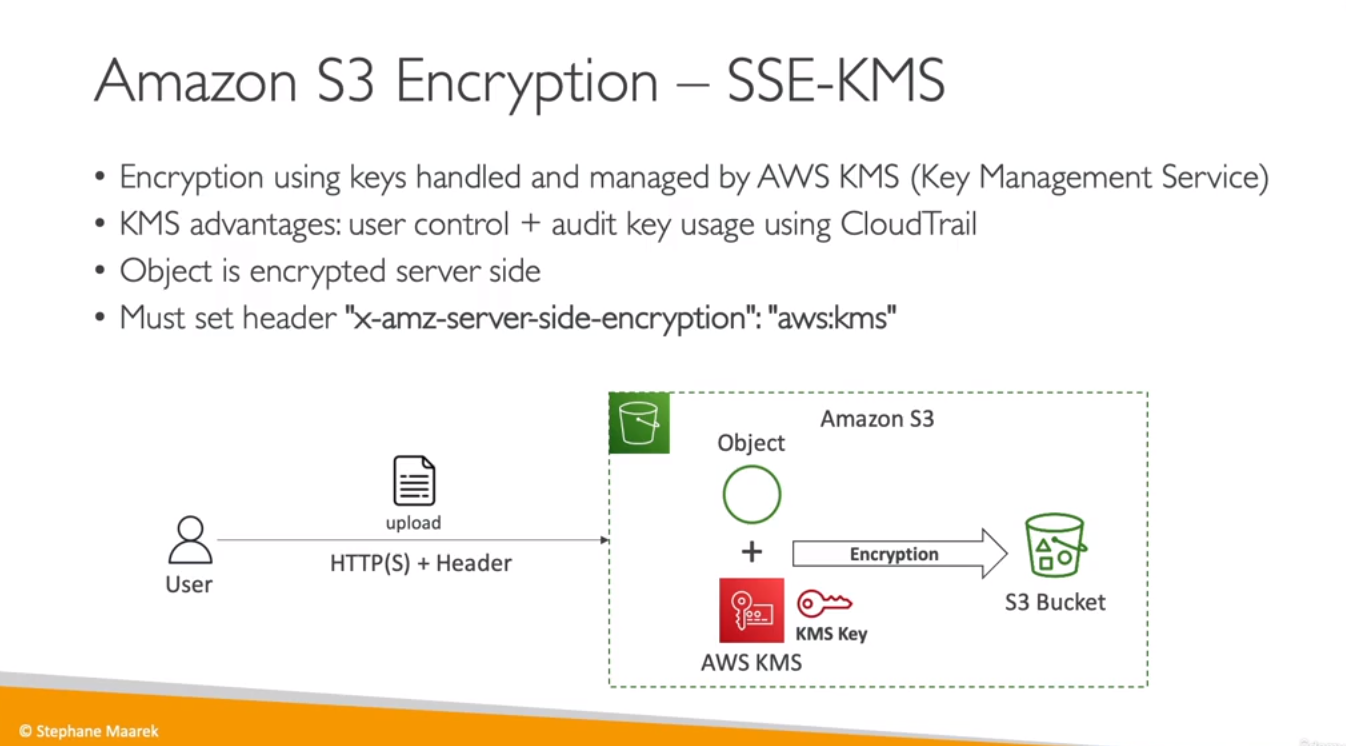 Amazon S3 Encryption – SSE-KMS
• Encryption using keys handled and managed by AWS KMS (Key Management Service)
• KMS advantages: user control + audit key usage using CloudTrail
• Object is encrypted server side
• Must set header "x-amz-server-side-encryption": "aws:kms"
Amazon S3
Object
upload
HTTP(S) + Header
User
+
Encryption
S3 Bucket
KMS Key
AWS KMS
© Stephane Maarek